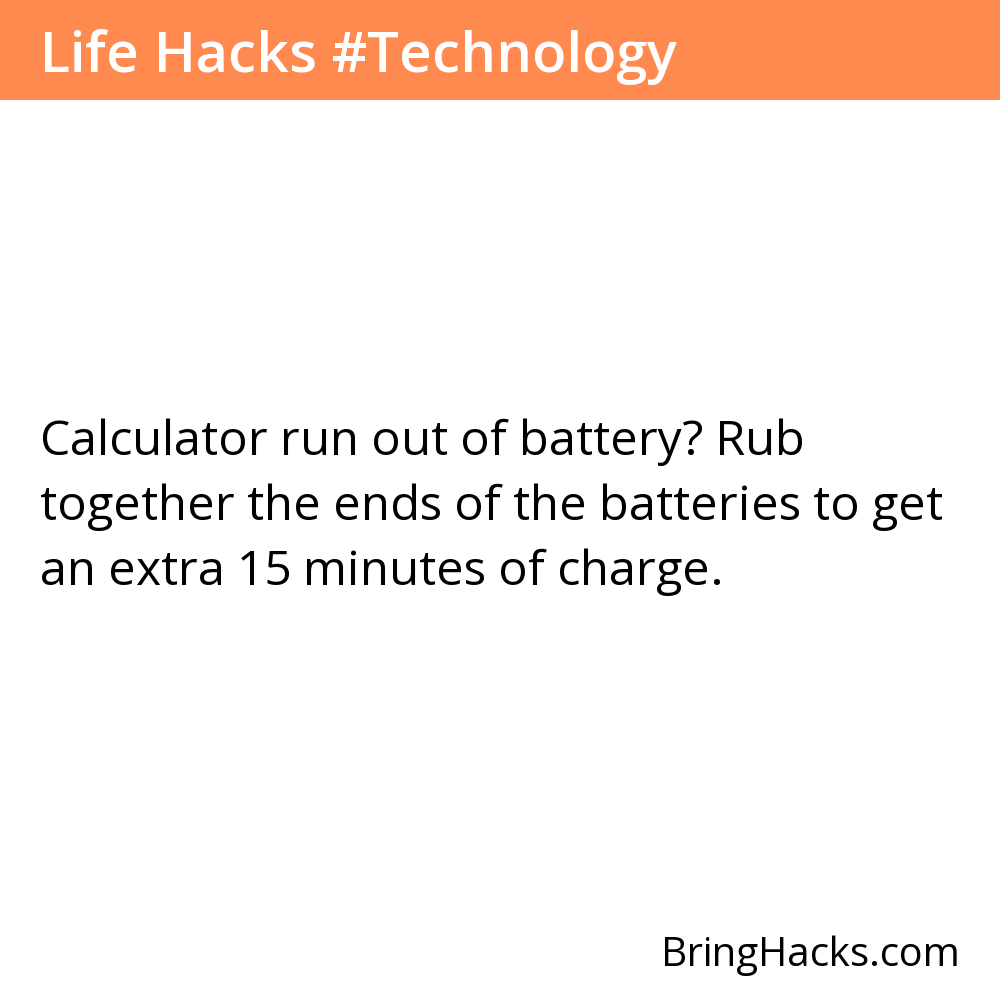 Life Hacks #Technology
Calculator run out of battery? Rub
together the ends of the batteries to get
an extra 15 minutes of charge.
BringHacks.com